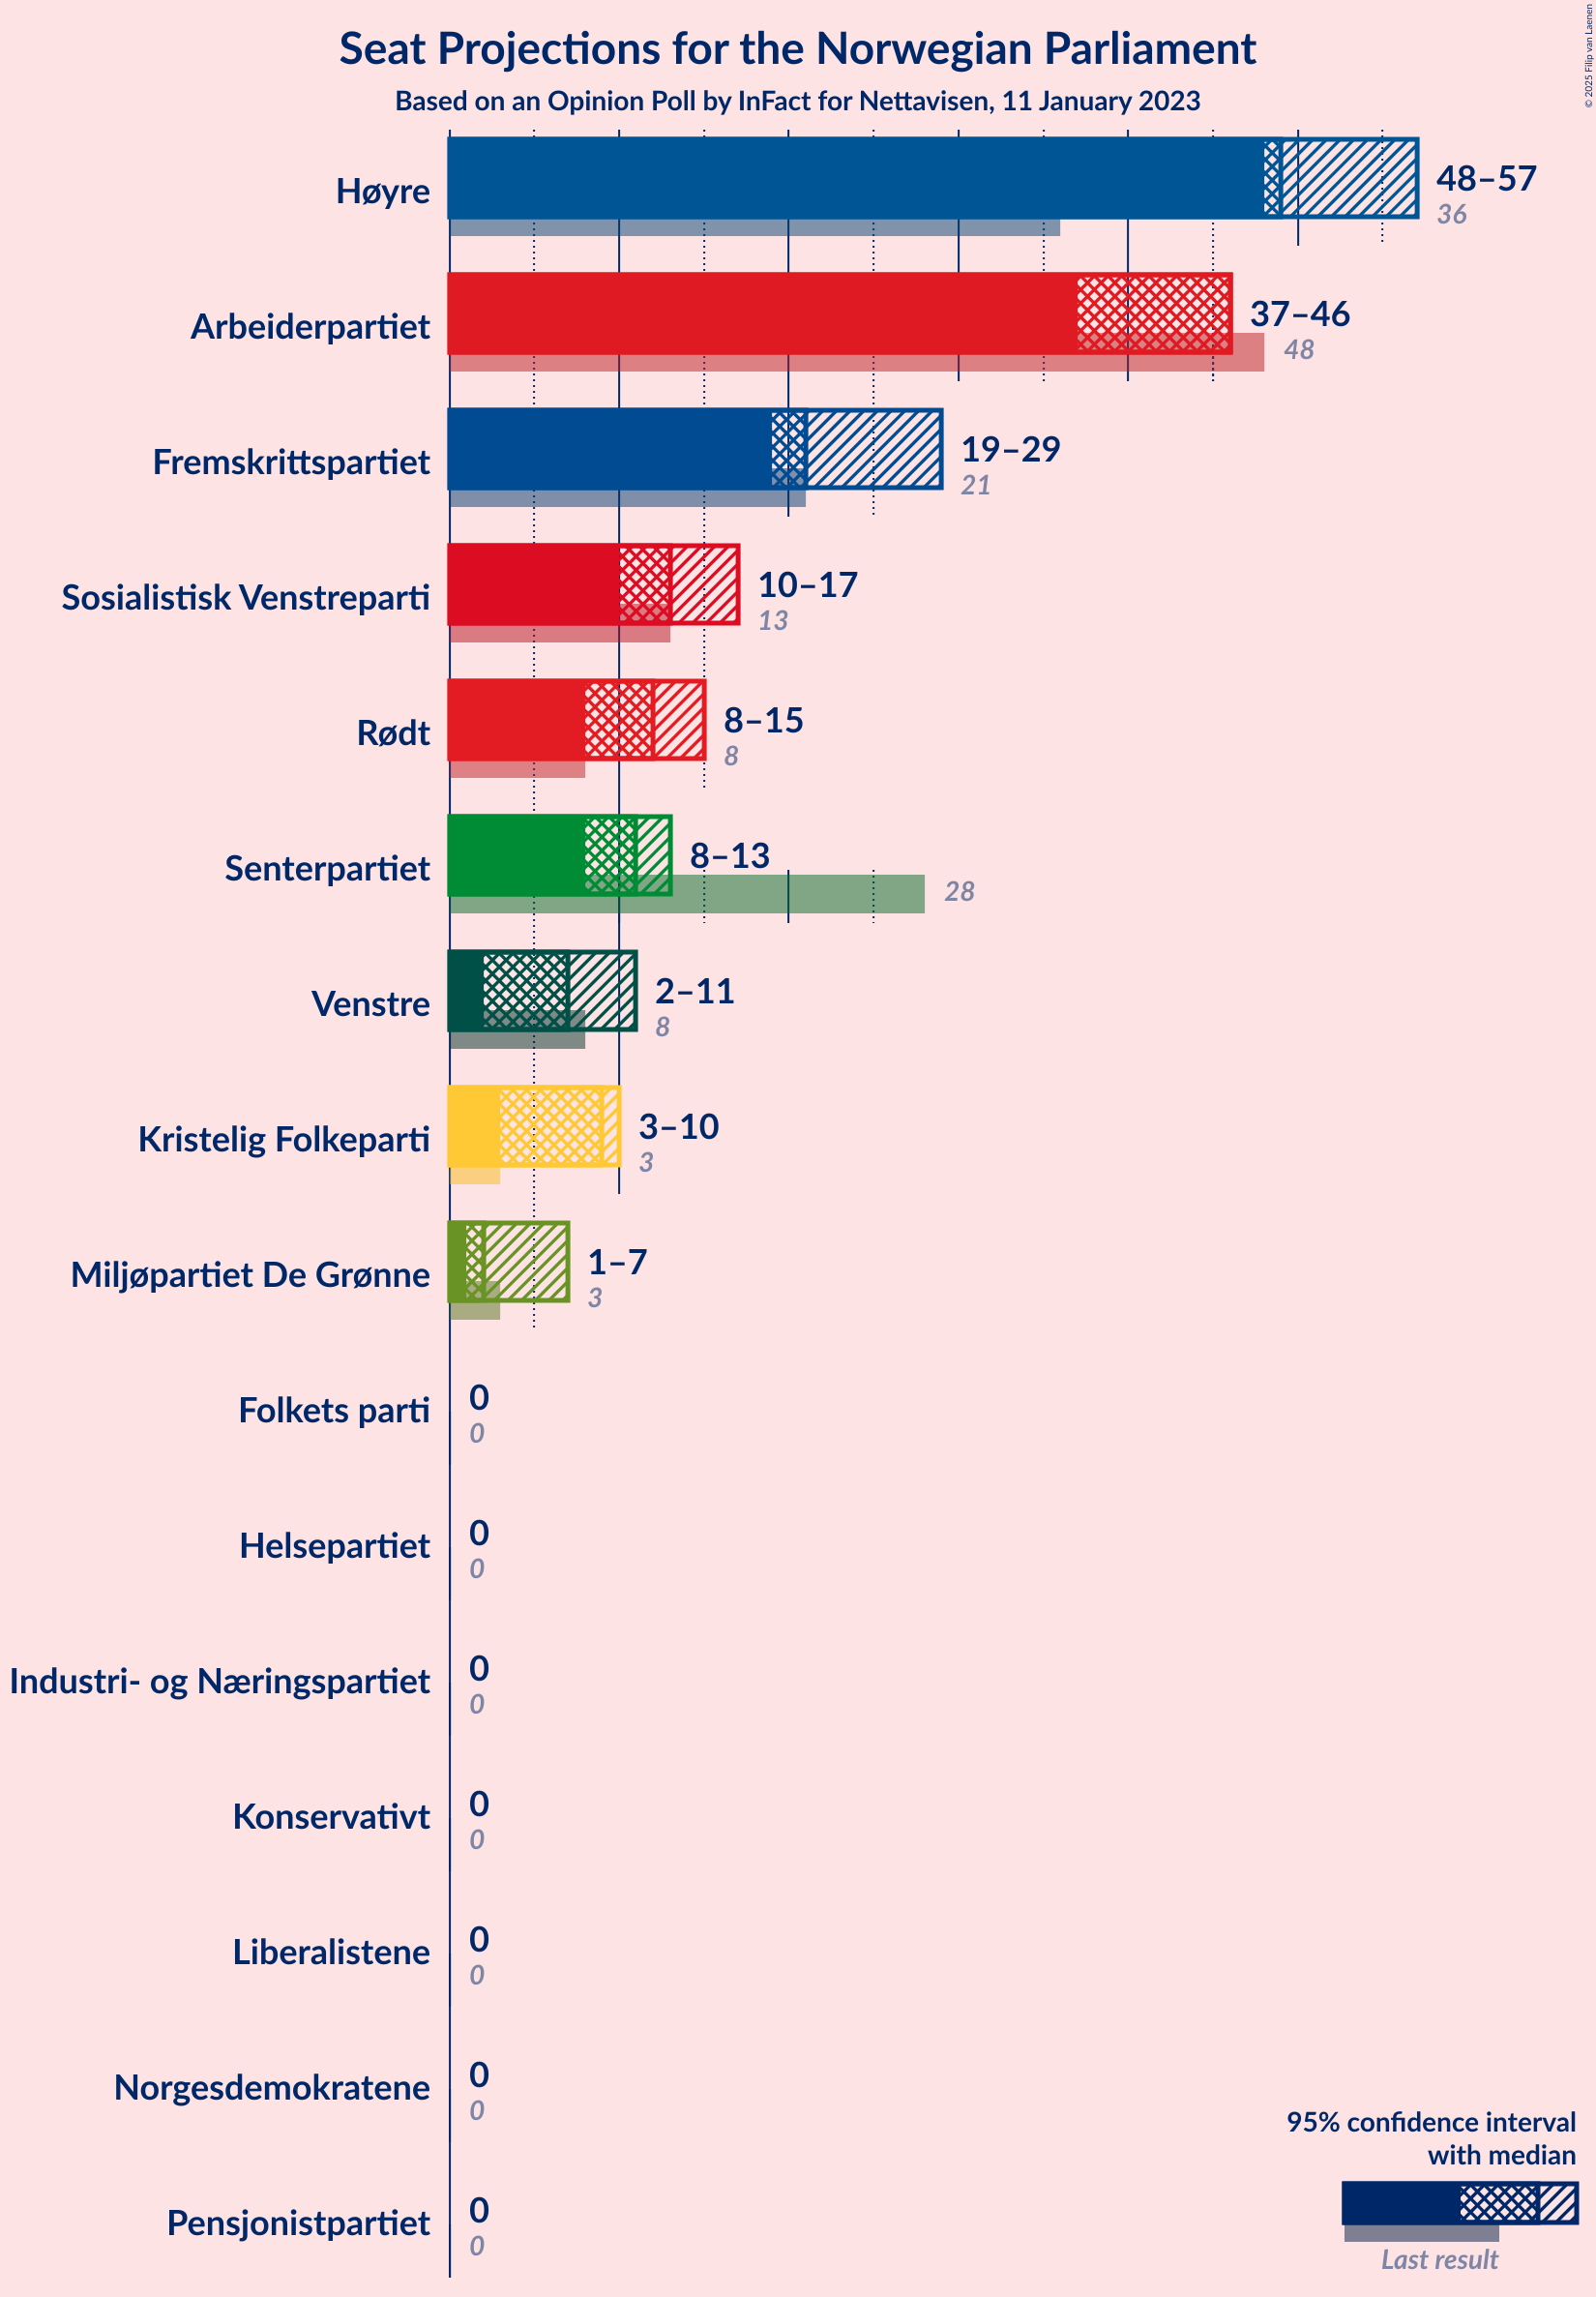 Seat Projections for the Norwegian Parliament
Based on an Opinion Poll by InFact for Nettavisen, 11 January 2023
© 2025 Filip van Laenen
Høyre
48–57
36
Arbeiderpartiet
37–46
48
Fremskrittspartiet
19–29
21
Sosialistisk Venstreparti
10–17
13
Rødt
8–15
8
Senterpartiet
8–13
28
Venstre
2–11
8
Kristelig Folkeparti
3–10
3
Miljøpartiet De Grønne
1–7
3
Folkets parti
0
0
Helsepartiet
0
0
Industri- og Næringspartiet
0
0
Konservativt
0
0
Liberalistene
0
0
Norgesdemokratene
0
0
Pensjonistpartiet
0
0
95% confidence interval
with median
Last result